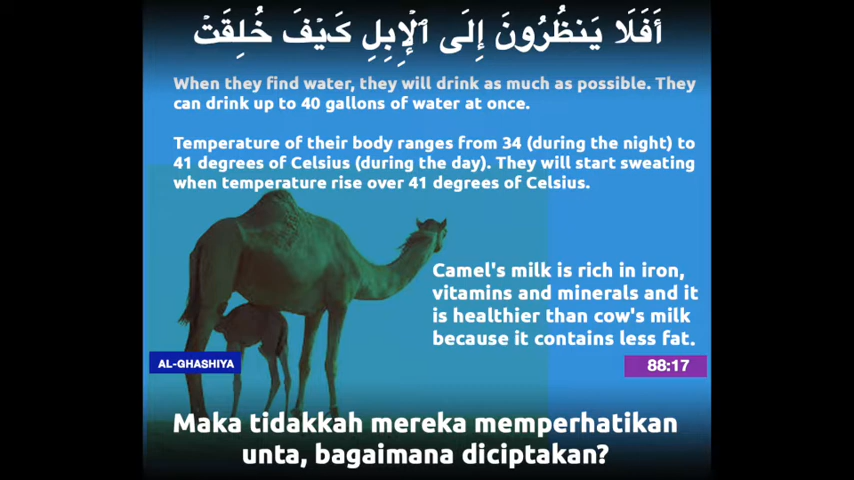 أَفَلَا يَنظُرُونَ إِلَى ٱلْإِبِلِ كَيْفَ خُلِقَتْ
When they find water, they will drink as much as possible. They
can drink up to 40 gallons of water at once.
Temperature of their body ranges from 34 (during the night) to
41 degrees of Celsius (during the day). They will start sweating
when temperature rise over 41 degrees of Celsius.
Camel's milk is rich in iron,
vitamins and minerals and it
is healthier than cow's milk
because it contains less fat.
AL-GHASHIYA
88:17
Maka tidakkah mereka memperhatikan
unta, bagaimana diciptakan?